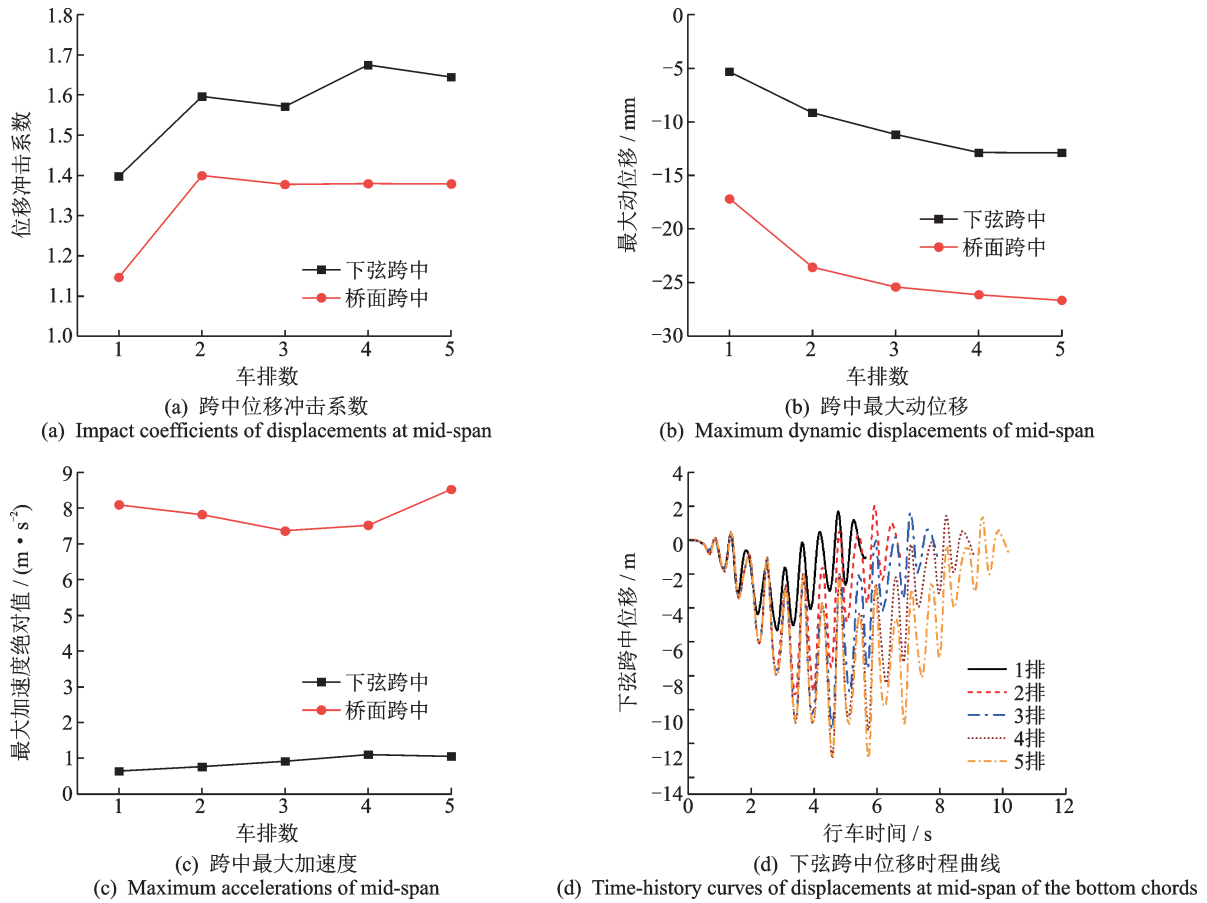 1.8
1.7
1.6
1.5
1.4
1.3
1.2
1.1
1.0
位移冲击系数
下弦跨中
桥面跨中
1 2 3 4 5
车排数
(a) 跨中位移冲击系数
(a) Impact coefficients of displacements at mid-span
0
−5
−10
−15
−20
−25
−30
最大动位移 / mm
下弦跨中
桥面跨中
1 2 3 4 5
车排数
(b) 跨中最大动位移
(b) Maximum dynamic displacements of mid-span
9
8
7
6
5
4
3
2
1
0
最大加速度绝对值 / (m·s⁻²)
下弦跨中
桥面跨中
1 2 3 4 5
车排数
(c) 跨中最大加速度
(c) Maximum accelerations of mid-span
4
2
0
−2
−4
−6
−8
−10
−12
−14
下弦跨中位移 / m
1排
2排
3排
4排
5排
0 2 4 6 8 10 12
行车时间 / s
(d) 下弦跨中位移时程曲线
(d) Time-history curves of displacements at mid-span of the bottom chords